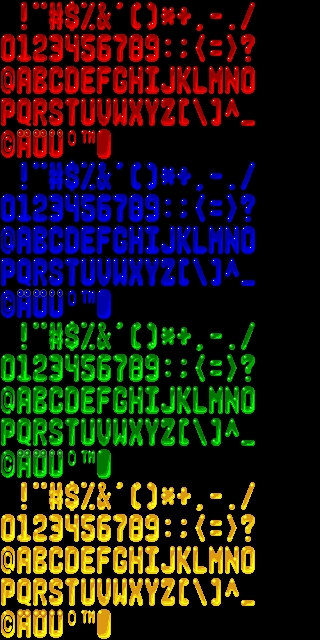 !"#$%&'()*+,-./
0123456789:;<=>?
@ABCDEFGHIJKLMNO
PQRSTUVWXYZ[\]^_
©ÄÖÜ°™
!"#$%&'()*+,-./
0123456789:;<=>?
@ABCDEFGHIJKLMNO
PQRSTUVWXYZ[\]^_
©ÄÖÜ°™
!"#$%&'()*+,-./
0123456789:;<=>?
@ABCDEFGHIJKLMNO
PQRSTUVWXYZ[\]^_
©ÄÖÜ°™
!"#$%&'()*+,-./
0123456789:;<=>?
@ABCDEFGHIJKLMNO
PQRSTUVWXYZ[\]^_
©ÄÖÜ°™